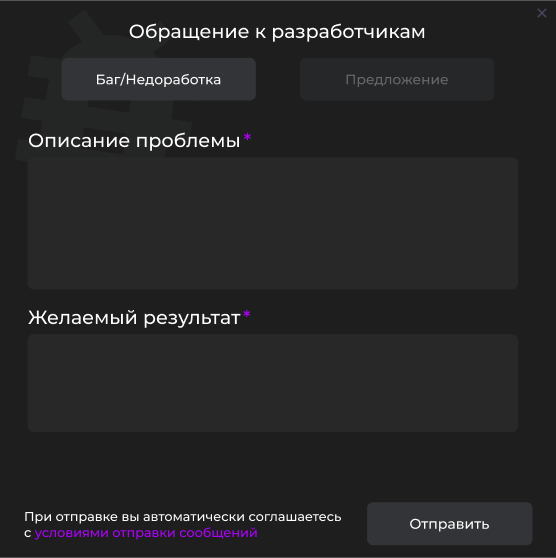 Обращение к разработчикам
Баг/Недоработка
Предложение
Описание проблемы *
Желаемый результат*
При отправке вы автоматически соглашаетесь
с условиями отправки сообщений
Отправить